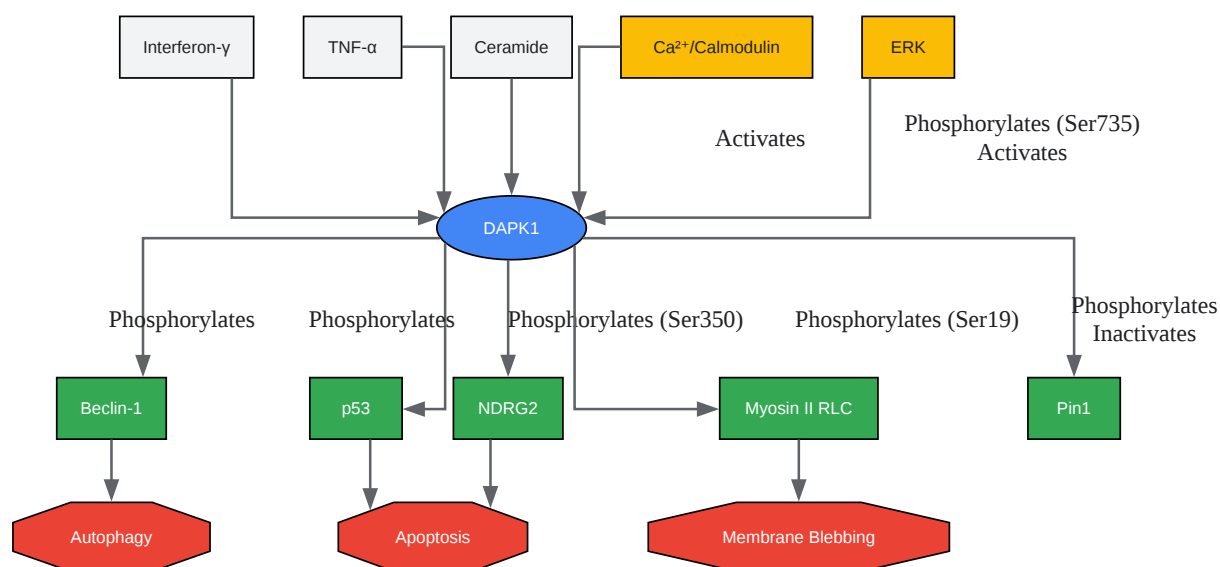 Interferon-γ
TNF-α
Ceramide
Ca²⁺/Calmodulin
ERK
Activates
Phosphorylates (Ser735)
Activates
DAPK1
Phosphorylates
Phosphorylates
Phosphorylates (Ser350)
Phosphorylates (Ser19)
Phosphorylates
Inactivates
Beclin-1
p53
NDRG2
Myosin II RLC
Pin1
Autophagy
Apoptosis
Membrane Blebbing